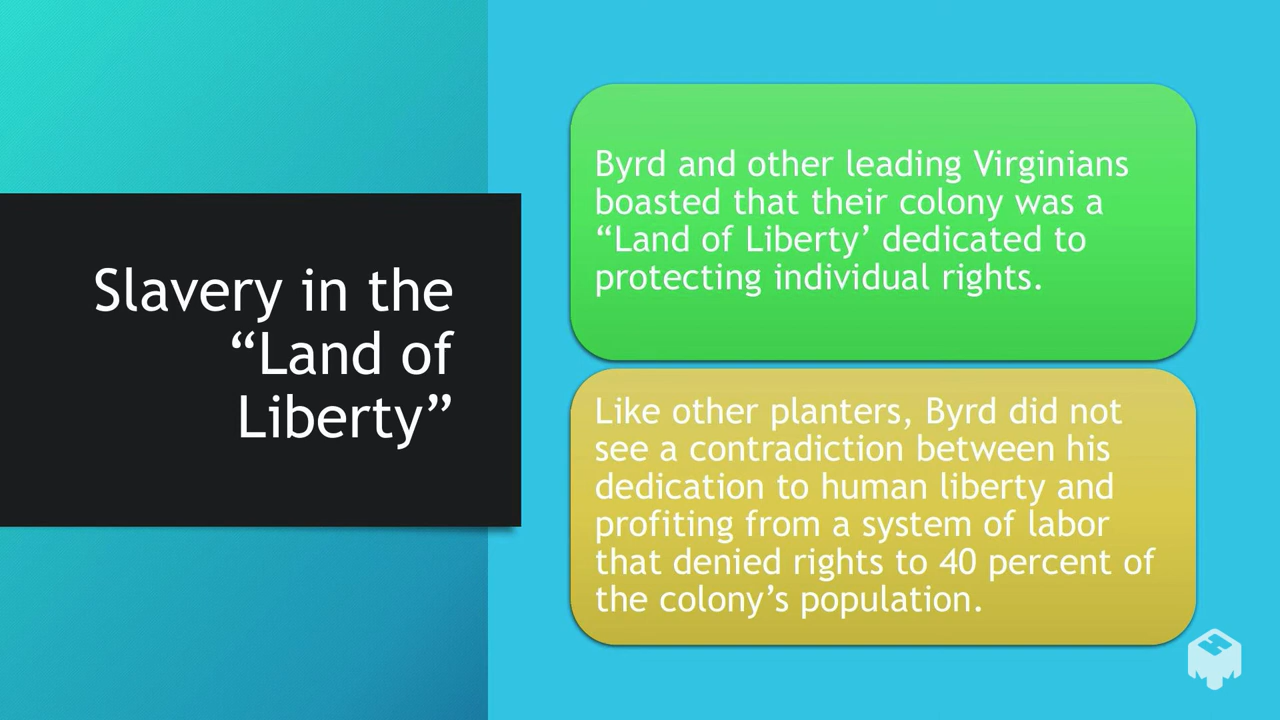 Slavery in the
“Land of
Liberty”
Byrd and other leading Virginians
boasted that their colony was a
“Land of Liberty’ dedicated to
protecting individual rights.
Like other planters, Byrd did not
see a contradiction between his
dedication to human liberty and
profiting from a system of labor
that denied rights to 40 percent of
the colony’s population.